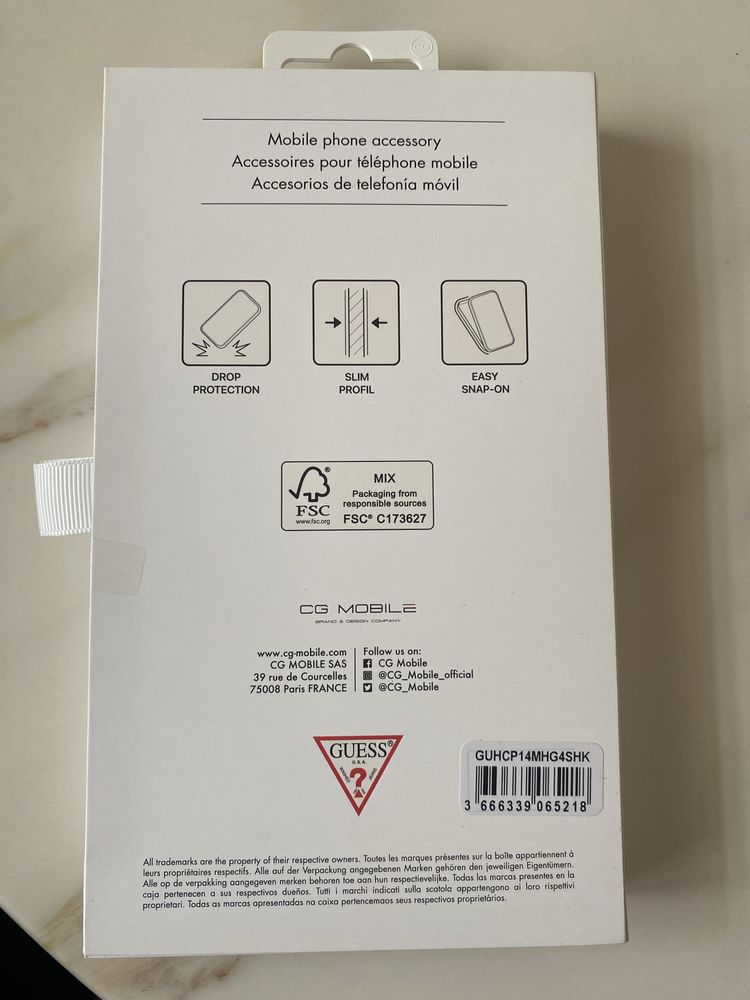 CG
Mobile phone accessory
Accessoires pour téléphone mobile
Accesorios de telefonía móvil
DROP
PROTECTION
SLIM
PROFIL
EASY
SNAP-ON
FSC®
www.fsc.org
MIX
Packaging from
responsible sources
FSC® C173627
CG MOBILE
BRAND & DESIGN COMPANY
www.cg-mobile.com
CG MOBILE SAS
39 rue de Courcelles
75008 Paris FRANCE
Follow us on:
CG Mobile
@CG_Mobile_official
@CG_Mobile
GUESS®
U.S.A.
?
GUHCP14MHG4SHK
3 666339 065218
All trademarks are the property of their respective owners. Toutes les marques présentes sur la boîte appartiennent à
leurs propriétaires respectifs. Alle auf der Verpackung angegebenen Marken gehören den jeweiligen Eigentümern.
Alle op de verpakking aangegeven merken behoren toe aan hun respectievelijke. Todas las marcas presentes en la
caja pertenecen a sus respectivos dueños. Tutti i marchi indicati sulla scatola appartengono ai loro rispettivi
proprietari. Todas as marcas apresentadas na caixa pertencemaos seus respectivos proprietários.